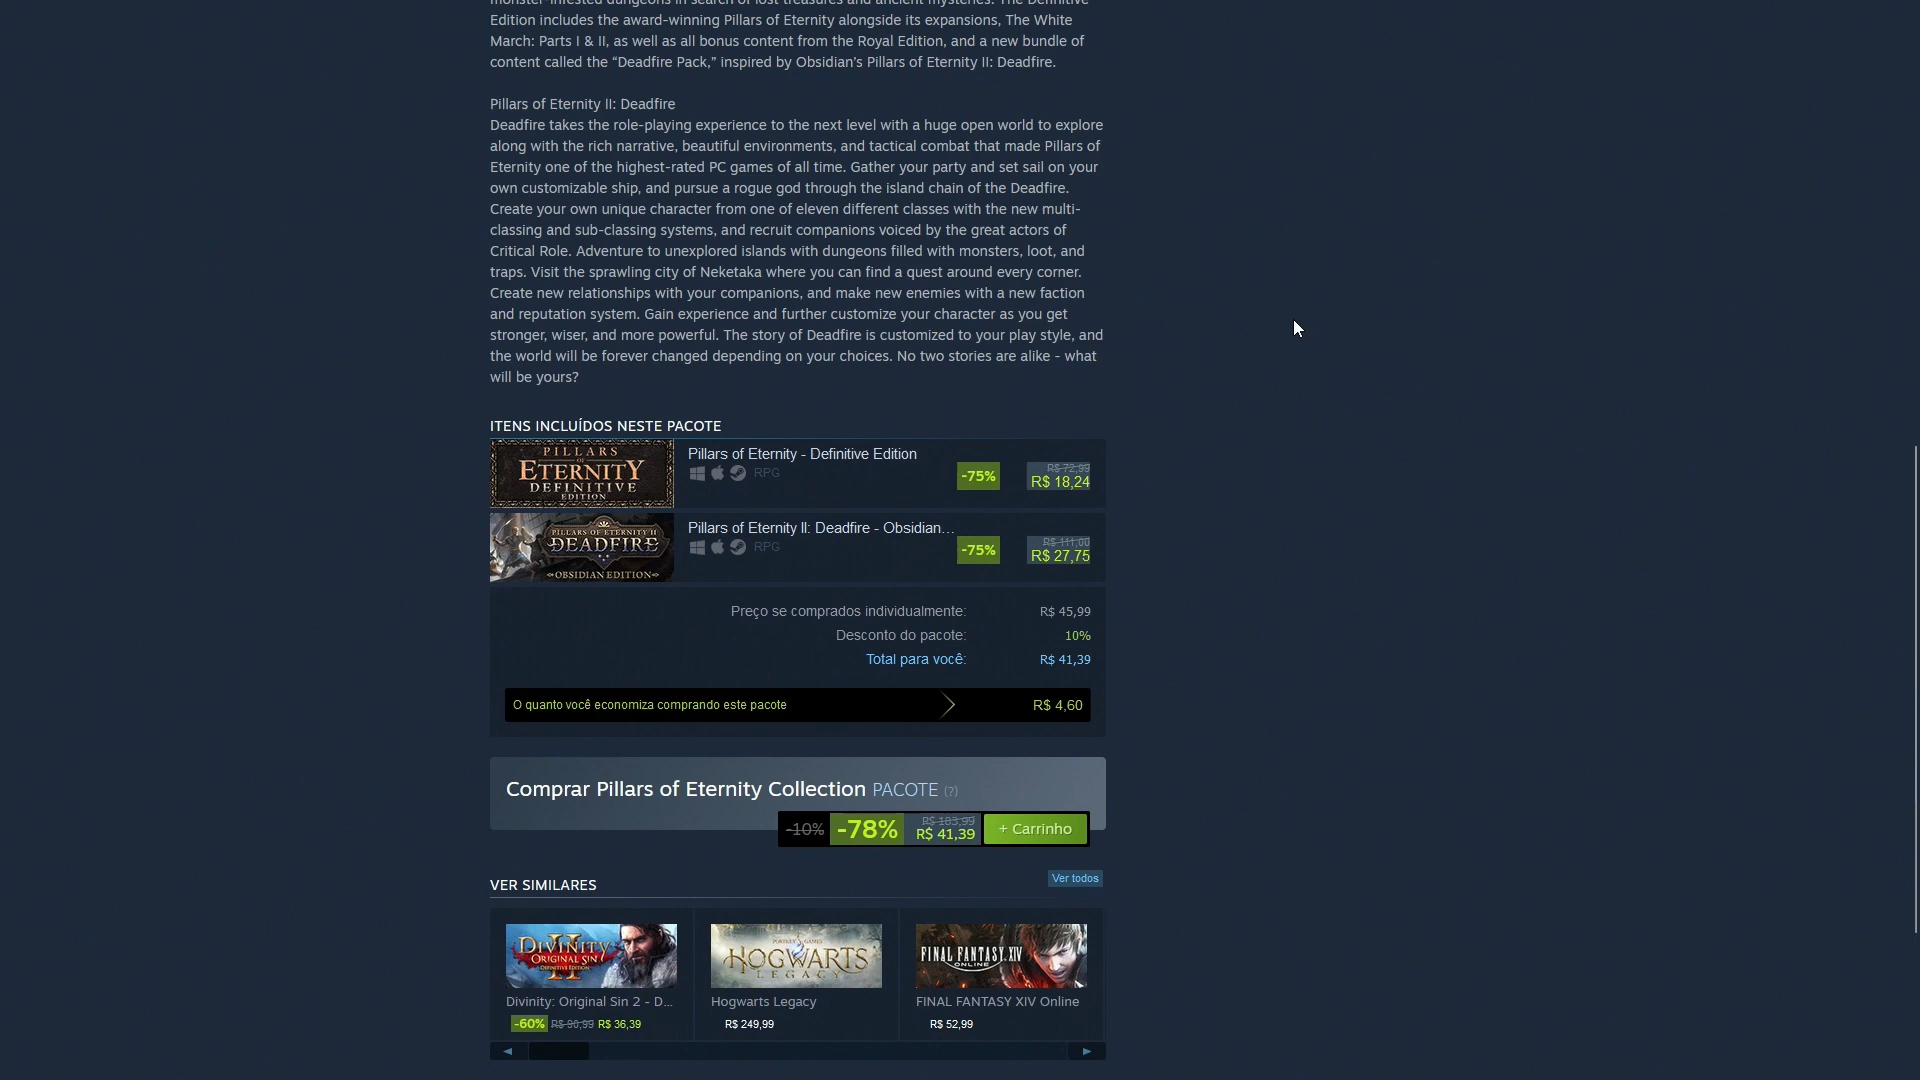 monster-infested dungeons in search of lost treasures and ancient mysteries. The Definitive
Edition includes the award-winning Pillars of Eternity alongside its expansions, The White
March: Parts I & II, as well as all bonus content from the Royal Edition, and a new bundle of
content called the “Deadfire Pack,” inspired by Obsidian’s Pillars of Eternity II: Deadfire.
Pillars of Eternity II: Deadfire
Deadfire takes the role-playing experience to the next level with a huge open world to explore
along with the rich narrative, beautiful environments, and tactical combat that made Pillars of
Eternity one of the highest-rated PC games of all time. Gather your party and set sail on your
own customizable ship, and pursue a rogue god through the island chain of the Deadfire.
Create your own unique character from one of eleven different classes with the new multi-
classing and sub-classing systems, and recruit companions voiced by the great actors of
Critical Role. Adventure to unexplored islands with dungeons filled with monsters, loot, and
traps. Visit the sprawling city of Neketaka where you can find a quest around every corner.
Create new relationships with your companions, and make new enemies with a new faction
and reputation system. Gain experience and further customize your character as you get
stronger, wiser, and more powerful. The story of Deadfire is customized to your play style, and
the world will be forever changed depending on your choices. No two stories are alike - what
will be yours?
ITENS INCLUÍDOS NESTE PACOTE
PILLARS
OF
ETERNITY
DEFINITIVE
EDITION
Pillars of Eternity - Definitive Edition
RPG
-75%
R$ 72,99
R$ 18,24
PILLARS OF ETERNITY II
DEADFIRE
OBSIDIAN EDITION
Pillars of Eternity II: Deadfire - Obsidian…
RPG
-75%
R$ 111,00
R$ 27,75
Preço se comprados individualmente: R$ 45,99
Desconto do pacote: 10%
Total para você: R$ 41,39
O quanto você economiza comprando este pacote R$ 4,60
Comprar Pillars of Eternity Collection PACOTE (?)
-10% -78% R$ 183,99
R$ 41,39
+ Carrinho
VER SIMILARES
Ver todos
DIVINITY
ORIGINAL SIN
II
DEFINITIVE EDITION
PORTKEY GAMES
HOGWARTS
LEGACY
FINAL FANTASY XIV
ONLINE
Divinity: Original Sin 2 - D...
Hogwarts Legacy
FINAL FANTASY XIV Online
-60% R$ 90,99 R$ 36,39
R$ 249,99
R$ 52,99